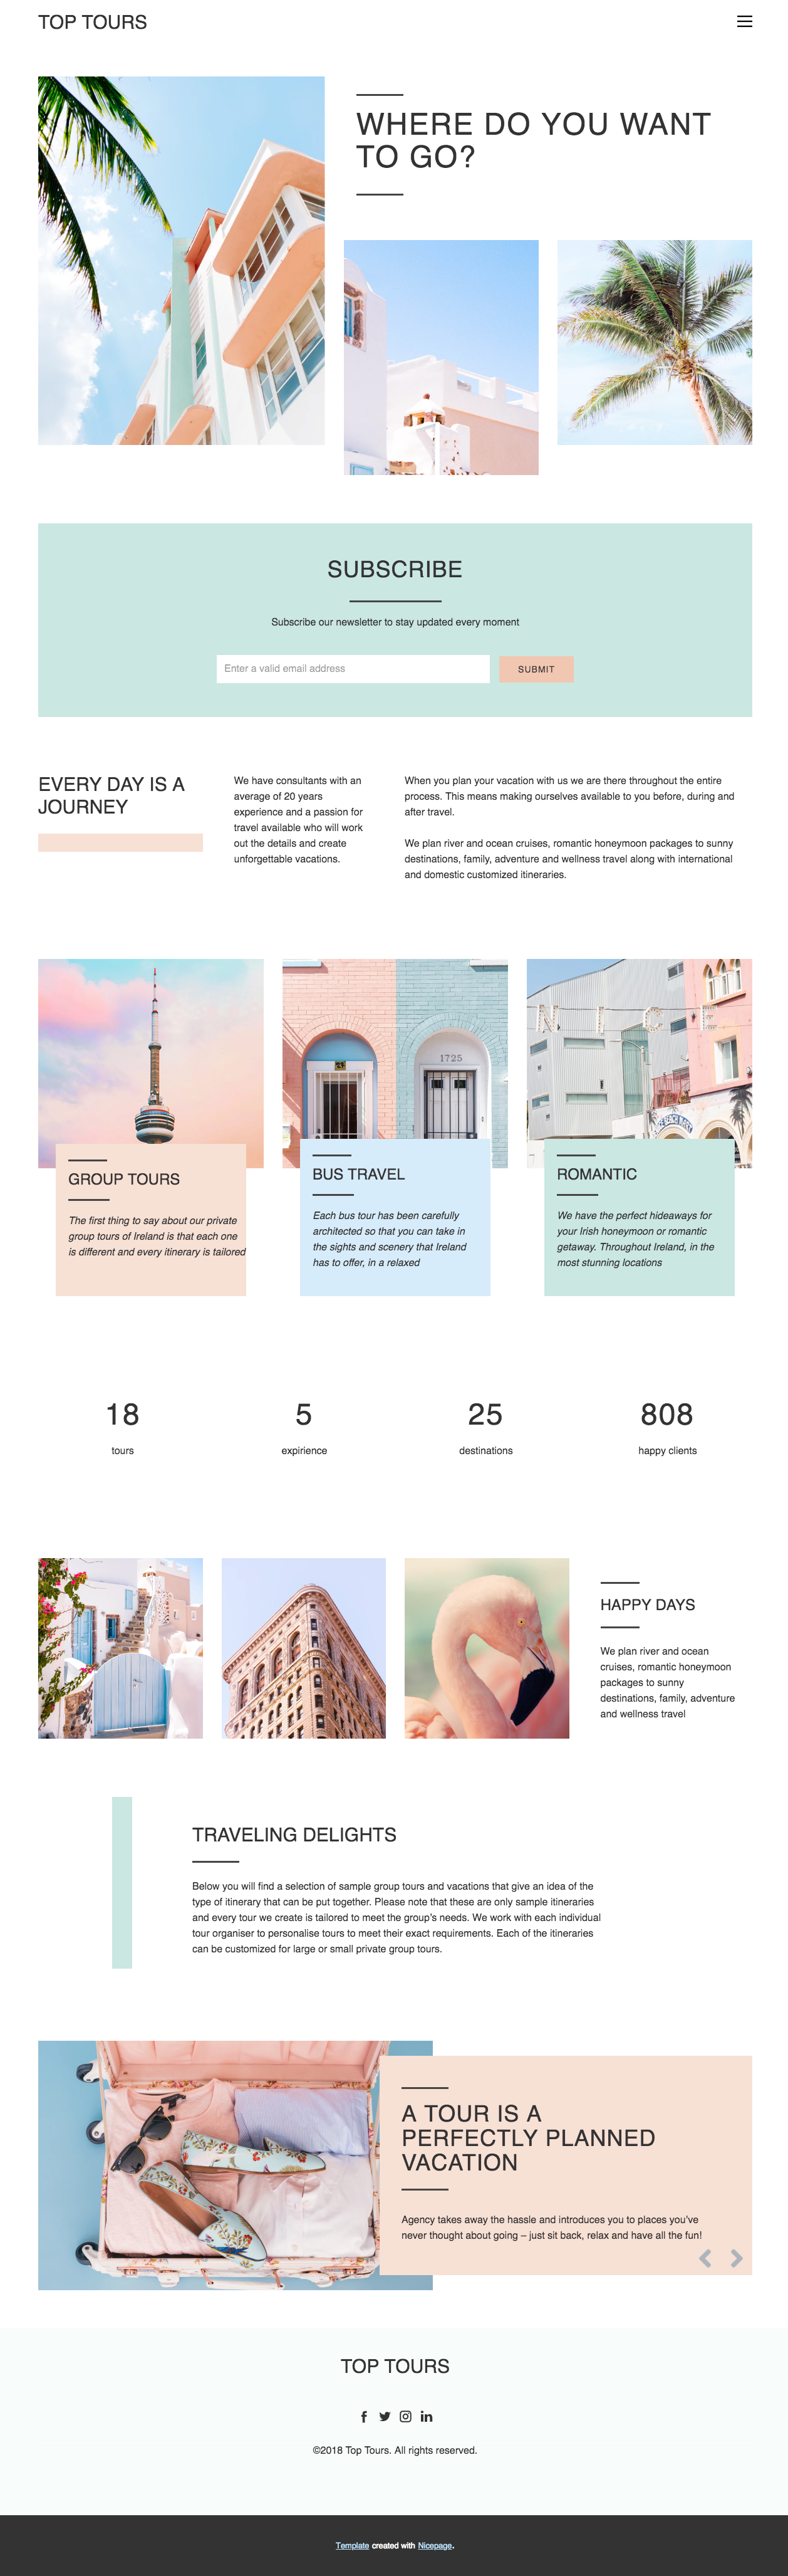 TOP TOURS
WHERE DO YOU WANT
TO GO?
SUBSCRIBE
Subscribe our newsletter to stay updated every moment
Enter a valid email address
SUBMIT
EVERY DAY IS A
JOURNEY
We have consultants with an
average of 20 years
experience and a passion for
travel available who will work
out the details and create
unforgettable vacations.
When you plan your vacation with us we are there throughout the entire
process. This means making ourselves available to you before, during and
after travel.
We plan river and ocean cruises, romantic honeymoon packages to sunny
destinations, family, adventure and wellness travel along with international
and domestic customized itineraries.
1725
N I C E
GROUP TOURS
The first thing to say about our private
group tours of Ireland is that each one
is different and every itinerary is tailored
BUS TRAVEL
Each bus tour has been carefully
architected so that you can take in
the sights and scenery that Ireland
has to offer, in a relaxed
ROMANTIC
We have the perfect hideaways for
your Irish honeymoon or romantic
getaway. Throughout Ireland, in the
most stunning locations
18
tours
5
expirience
25
destinations
808
happy clients
HAPPY DAYS
We plan river and ocean
cruises, romantic honeymoon
packages to sunny
destinations, family, adventure
and wellness travel
TRAVELING DELIGHTS
Below you will find a selection of sample group tours and vacations that give an idea of the
type of itinerary that can be put together. Please note that these are only sample itineraries
and every tour we create is tailored to meet the group's needs. We work with each individual
tour organiser to personalise tours to meet their exact requirements. Each of the itineraries
can be customized for large or small private group tours.
A TOUR IS A
PERFECTLY PLANNED
VACATION
Agency takes away the hassle and introduces you to places you've
never thought about going – just sit back, relax and have all the fun!
TOP TOURS
©2018 Top Tours. All rights reserved.
Template created with Nicepage.